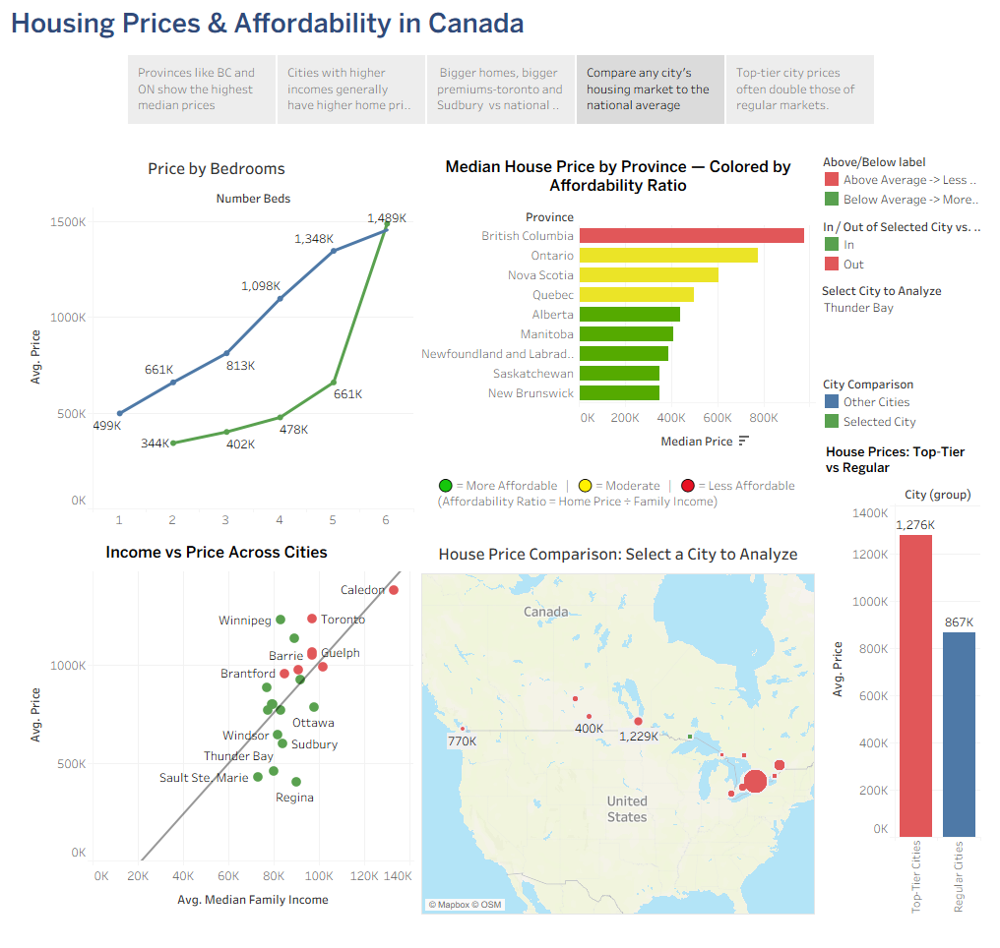 Housing Prices & Affordability in Canada
Provinces like BC and
ON show the highest
median prices
Cities with higher
incomes generally
have higher home pri..
Bigger homes, bigger
premiums-toronto and
Sudbury vs national ..
Compare any city's
housing market to the
national average
Top-tier city prices
often double those of
regular markets.
Price by Bedrooms
Number Beds
Avg. Price
1500K
1000K
500K
0K
499K
661K
813K
1,098K
1,348K
1,489K
344K
402K
478K
661K
1
2
3
4
5
6
Median House Price by Province — Colored by
Affordability Ratio
Province
British Columbia
Ontario
Nova Scotia
Quebec
Alberta
Manitoba
Newfoundland and Labrad..
Saskatchewan
New Brunswick
0K
200K
400K
600K
800K
Median Price
= More Affordable | = Moderate | = Less Affordable
(Affordability Ratio = Home Price ÷ Family Income)
Above/Below label
Above Average -> Less ..
Below Average -> More..
In / Out of Selected City vs. ..
In
Out
Select City to Analyze
Thunder Bay
City Comparison
Other Cities
Selected City
House Prices: Top-Tier
vs Regular
City (group)
Avg. Price
1400K
1200K
1000K
800K
600K
400K
200K
0K
1,276K
867K
Top-Tier Cities
Regular Cities
Income vs Price Across Cities
Avg. Price
1000K
500K
0K
Caledon
Winnipeg
Toronto
Barrie
Guelph
Brantford
Ottawa
Windsor
Sudbury
Thunder Bay
Sault Ste. Marie
Regina
0K
20K
40K
60K
80K
100K
120K
140K
Avg. Median Family Income
House Price Comparison: Select a City to Analyze
Canada
770K
400K
1,229K
United
States
© Mapbox © OSM